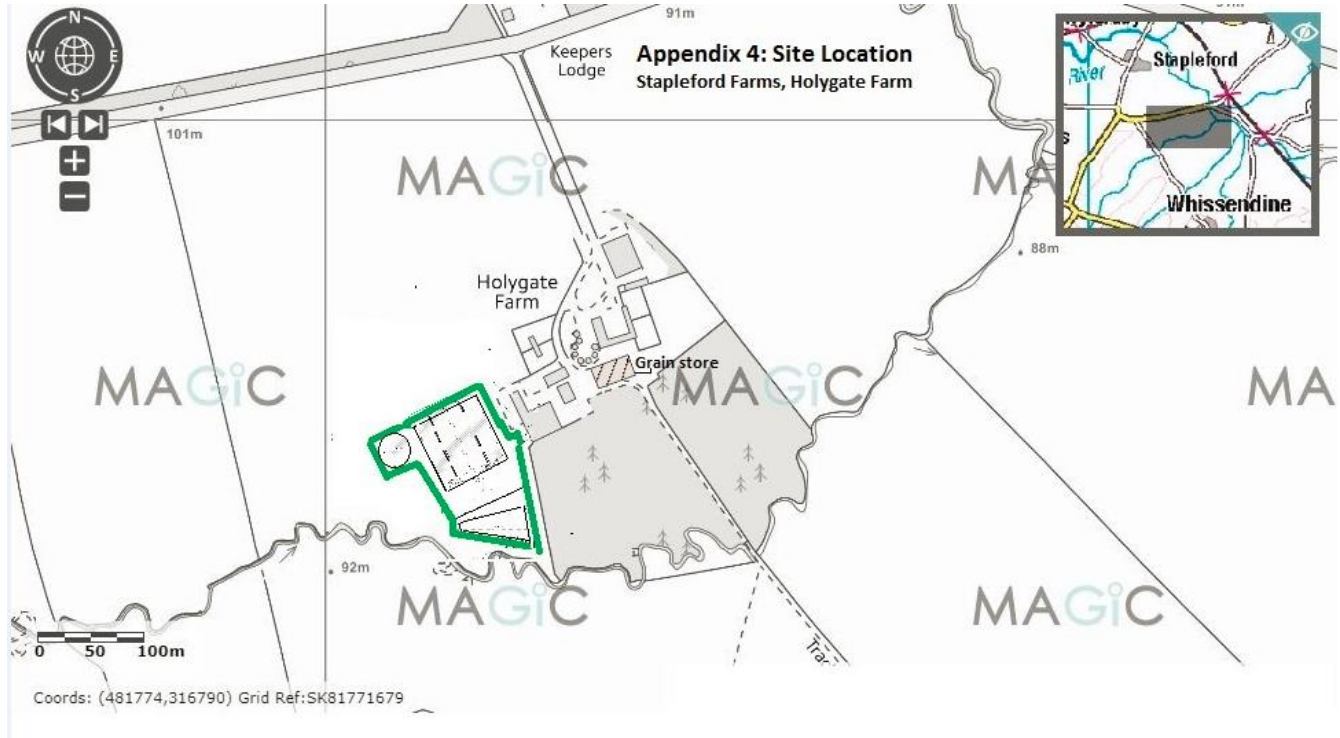 N
W
E
S
91m
Keepers
Lodge
Appendix 4: Site Location
Stapleford Farms, Holygate Farm
Stapleford
River
Whissendine
101m
MAGiC
88m
Holygate
Farm
Grain store
MAGiC
MAGiC
92m
MAGiC
MAGiC
0 50 100m
Coords: (481774,316790) Grid Ref:SK81771679